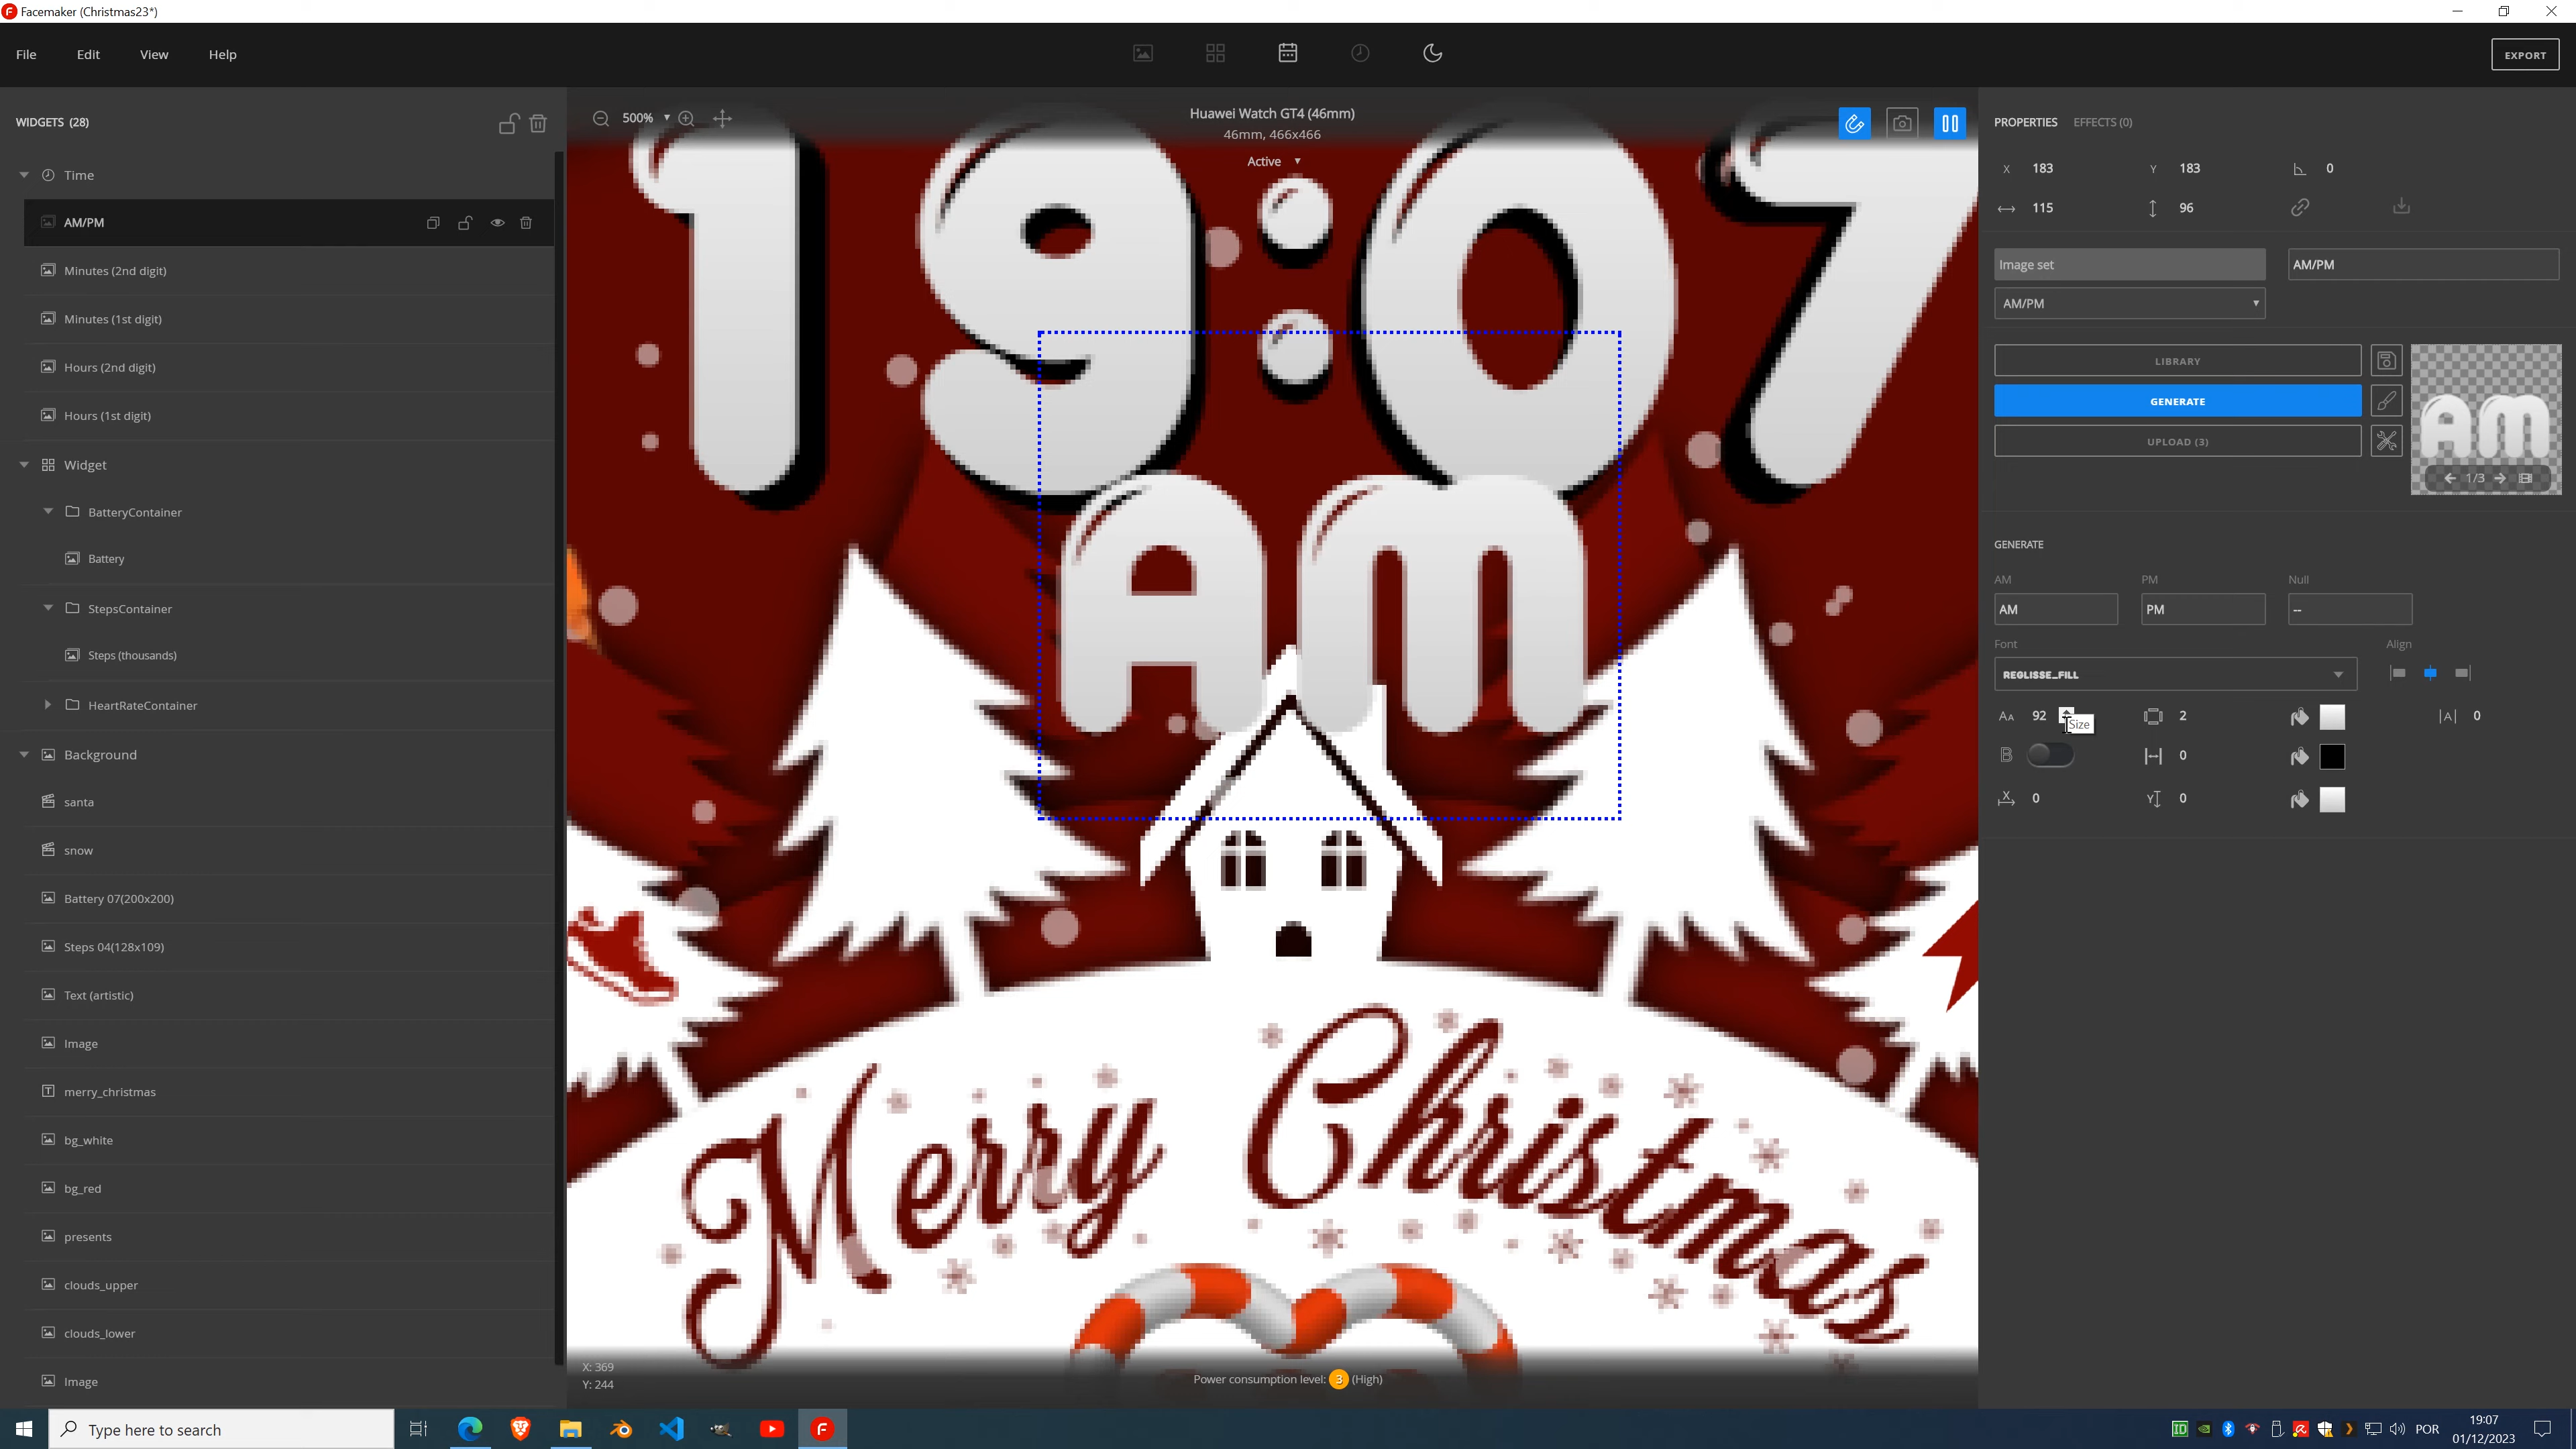 Facemaker (Christmas23*)
File Edit View Help
EXPORT
WIDGETS (28)
Time
AM/PM
Minutes (2nd digit)
Minutes (1st digit)
Hours (2nd digit)
Hours (1st digit)
Widget
BatteryContainer
Battery
StepsContainer
Steps (thousands)
HeartRateContainer
Background
santa
snow
Battery 07(200x200)
Steps 04(128x109)
Text (artistic)
Image
merry_christmas
bg_white
bg_red
presents
clouds_upper
clouds_lower
Image
500%
Huawei Watch GT4 (46mm)
46mm, 466x466
Active
19:07
AM
Merry Christmas
X: 369
Y: 244
Power consumption level: 3 (High)
PROPERTIES EFFECTS (0)
X 183 Y 183 0
115 96
Image set AM/PM
AM/PM
LIBRARY
GENERATE
UPLOAD (3)
AM
1/3
GENERATE
AM PM Null
AM PM --
Font Align
REGLISSE_FILL
AA 92 2 |A| 0
Size
B 0
X 0 Y 0
Type here to search
ID
POR
19:07
01/12/2023